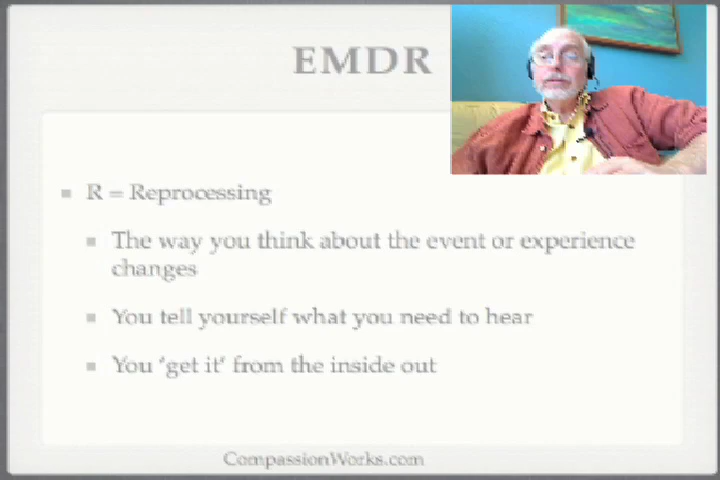 EMDR
R = Reprocessing
The way you think about the event or experience
changes
You tell yourself what you need to hear
You 'get it' from the inside out
CompassionWorks.com